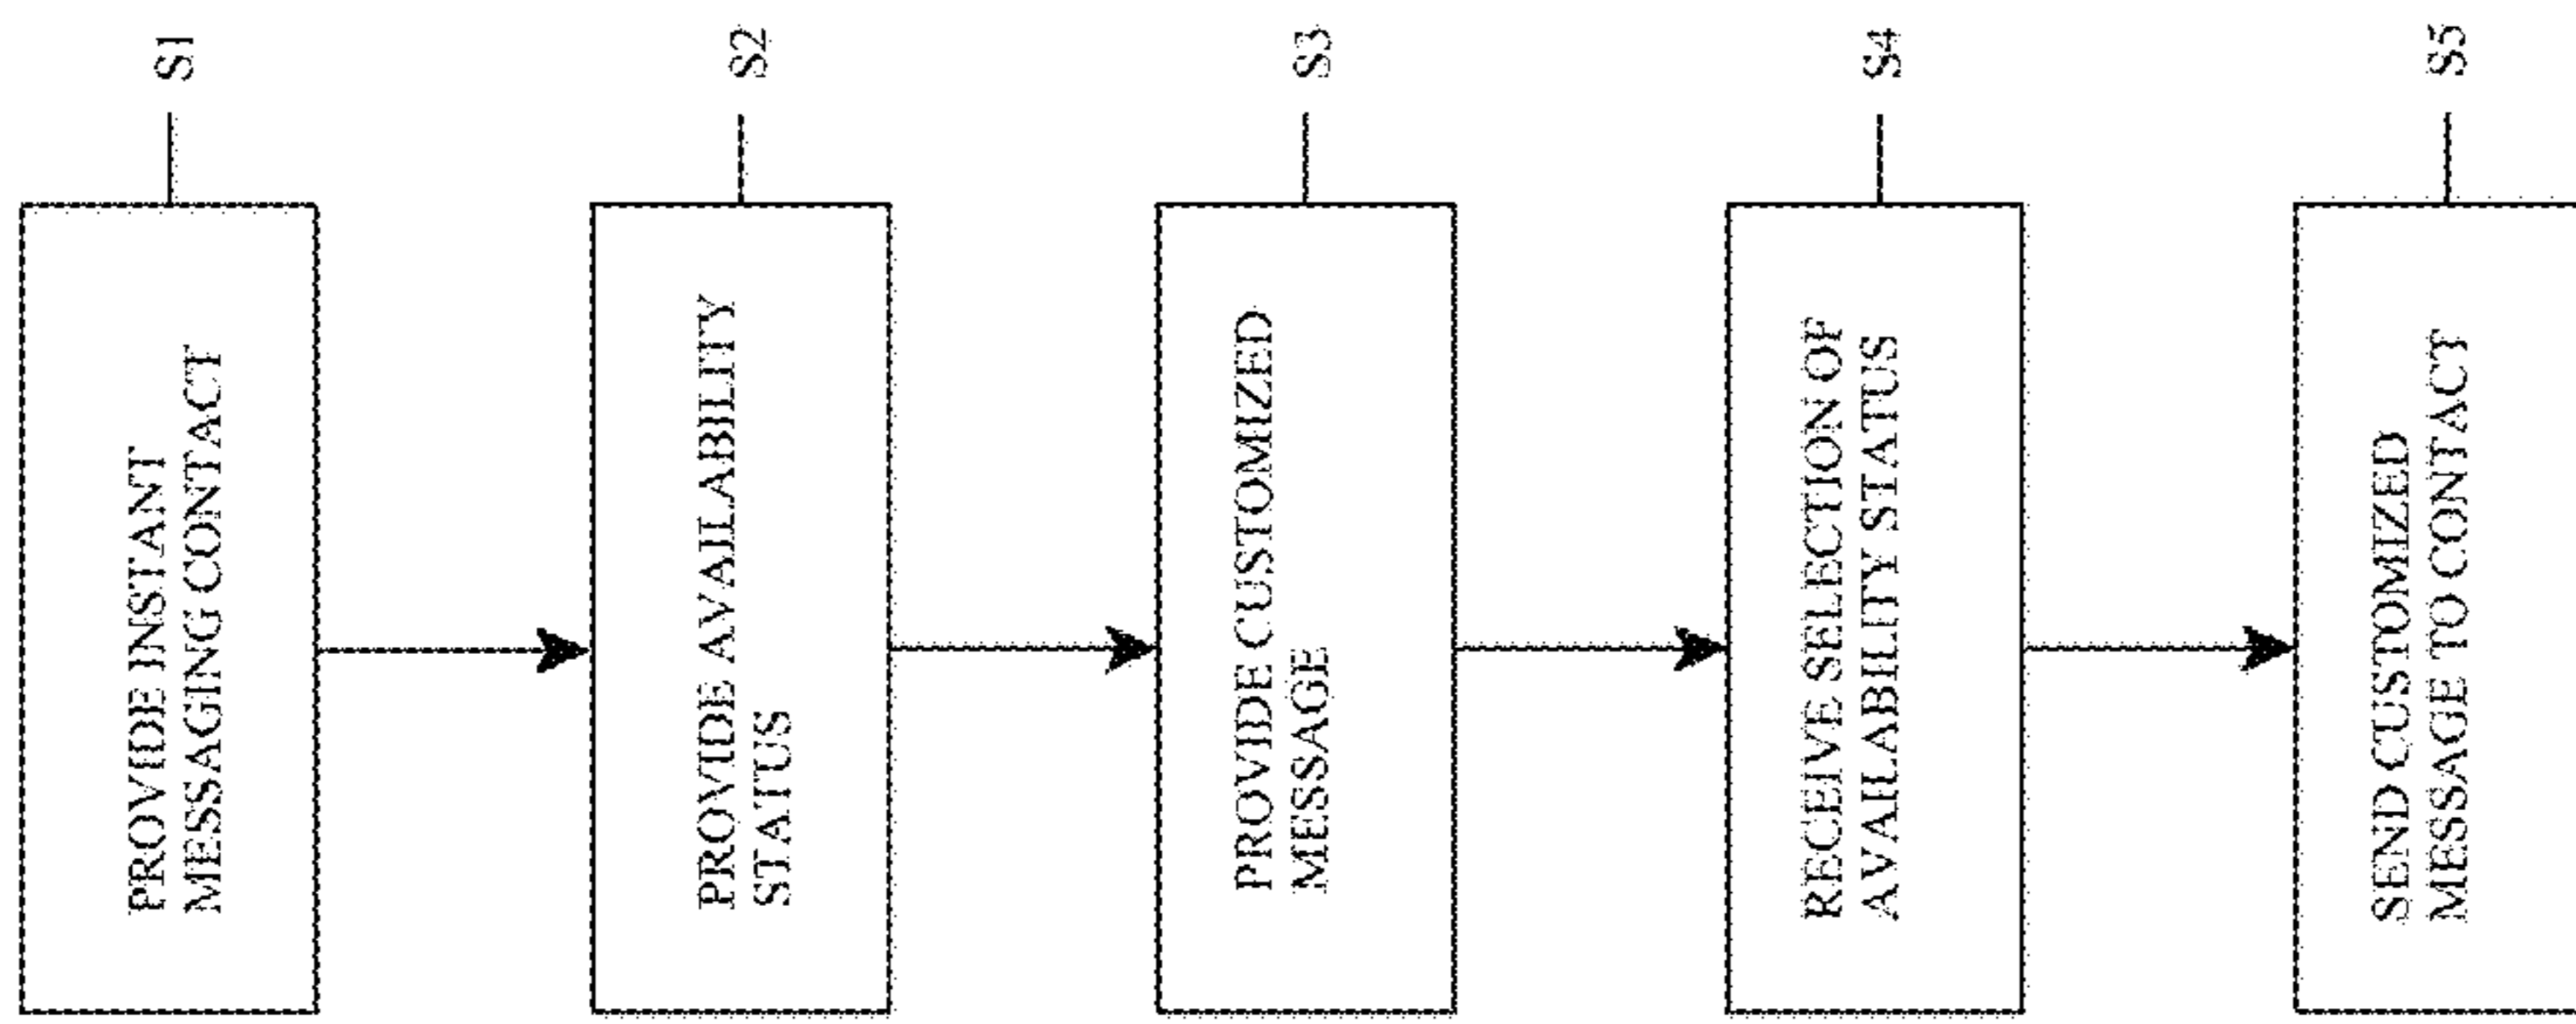 PROVIDE INSTANT
MESSAGING CONTACT
S1
PROVIDE AVAILABILITY
STATUS
S2
PROVIDE CUSTOMIZED
MESSAGE
S3
RECEIVE SELECTION OF
AVAILABILITY STATUS
S4
SEND CUSTOMIZED
MESSAGE TO CONTACT
S5